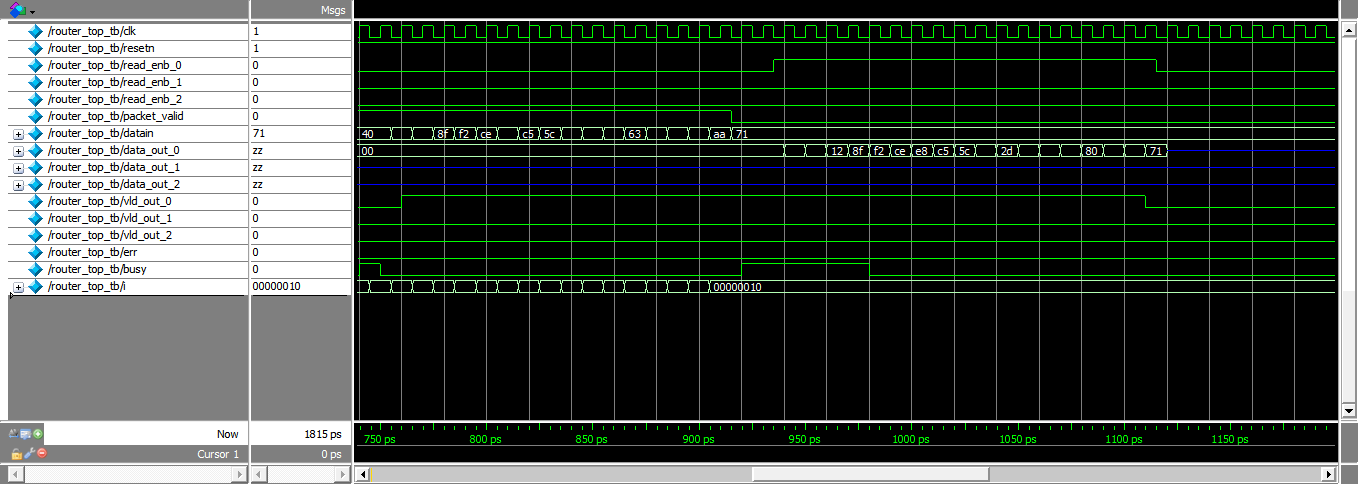 Msgs
/router_top_tb/clk 1
/router_top_tb/resetn 1
/router_top_tb/read_enb_0 0
/router_top_tb/read_enb_1 0
/router_top_tb/read_enb_2 0
/router_top_tb/packet_valid 0
/router_top_tb/datain 71 40 8f f2 ce c5 5c 63 aa 71
/router_top_tb/data_out_0 zz 00 12 8f f2 ce e8 c5 5c 2d 80 71
/router_top_tb/data_out_1 zz
/router_top_tb/data_out_2 zz
/router_top_tb/vld_out_0 0
/router_top_tb/vld_out_1 0
/router_top_tb/vld_out_2 0
/router_top_tb/err 0
/router_top_tb/busy 0
/router_top_tb/i 00000010 00000010
Now 1815 ps 750 ps 800 ps 850 ps 900 ps 950 ps 1000 ps 1050 ps 1100 ps 1150 ps
Cursor 1 0 ps